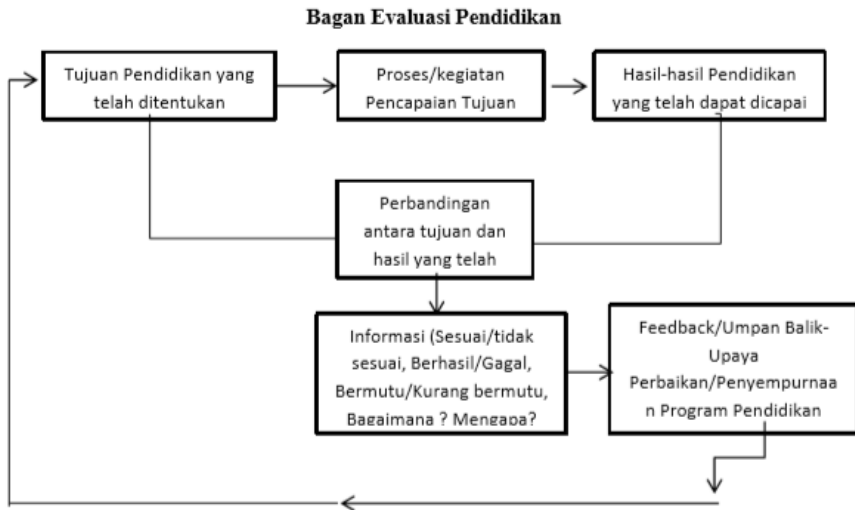 Bagan Evaluasi Pendidikan
Tujuan Pendidikan yang
telah ditentukan
Proses/kegiatan
Pencapaian Tujuan
Hasil-hasil Pendidikan
yang telah dapat dicapai
Perbandingan
antara tujuan dan
hasil yang telah
Informasi (Sesuai/tidak
sesuai, Berhasil/Gagal,
Bermutu/Kurang bermutu,
Bagaimana ? Mengapa?
Feedback/Umpan Balik-
Upaya
Perbaikan/Penyempurnaa
n Program Pendidikan